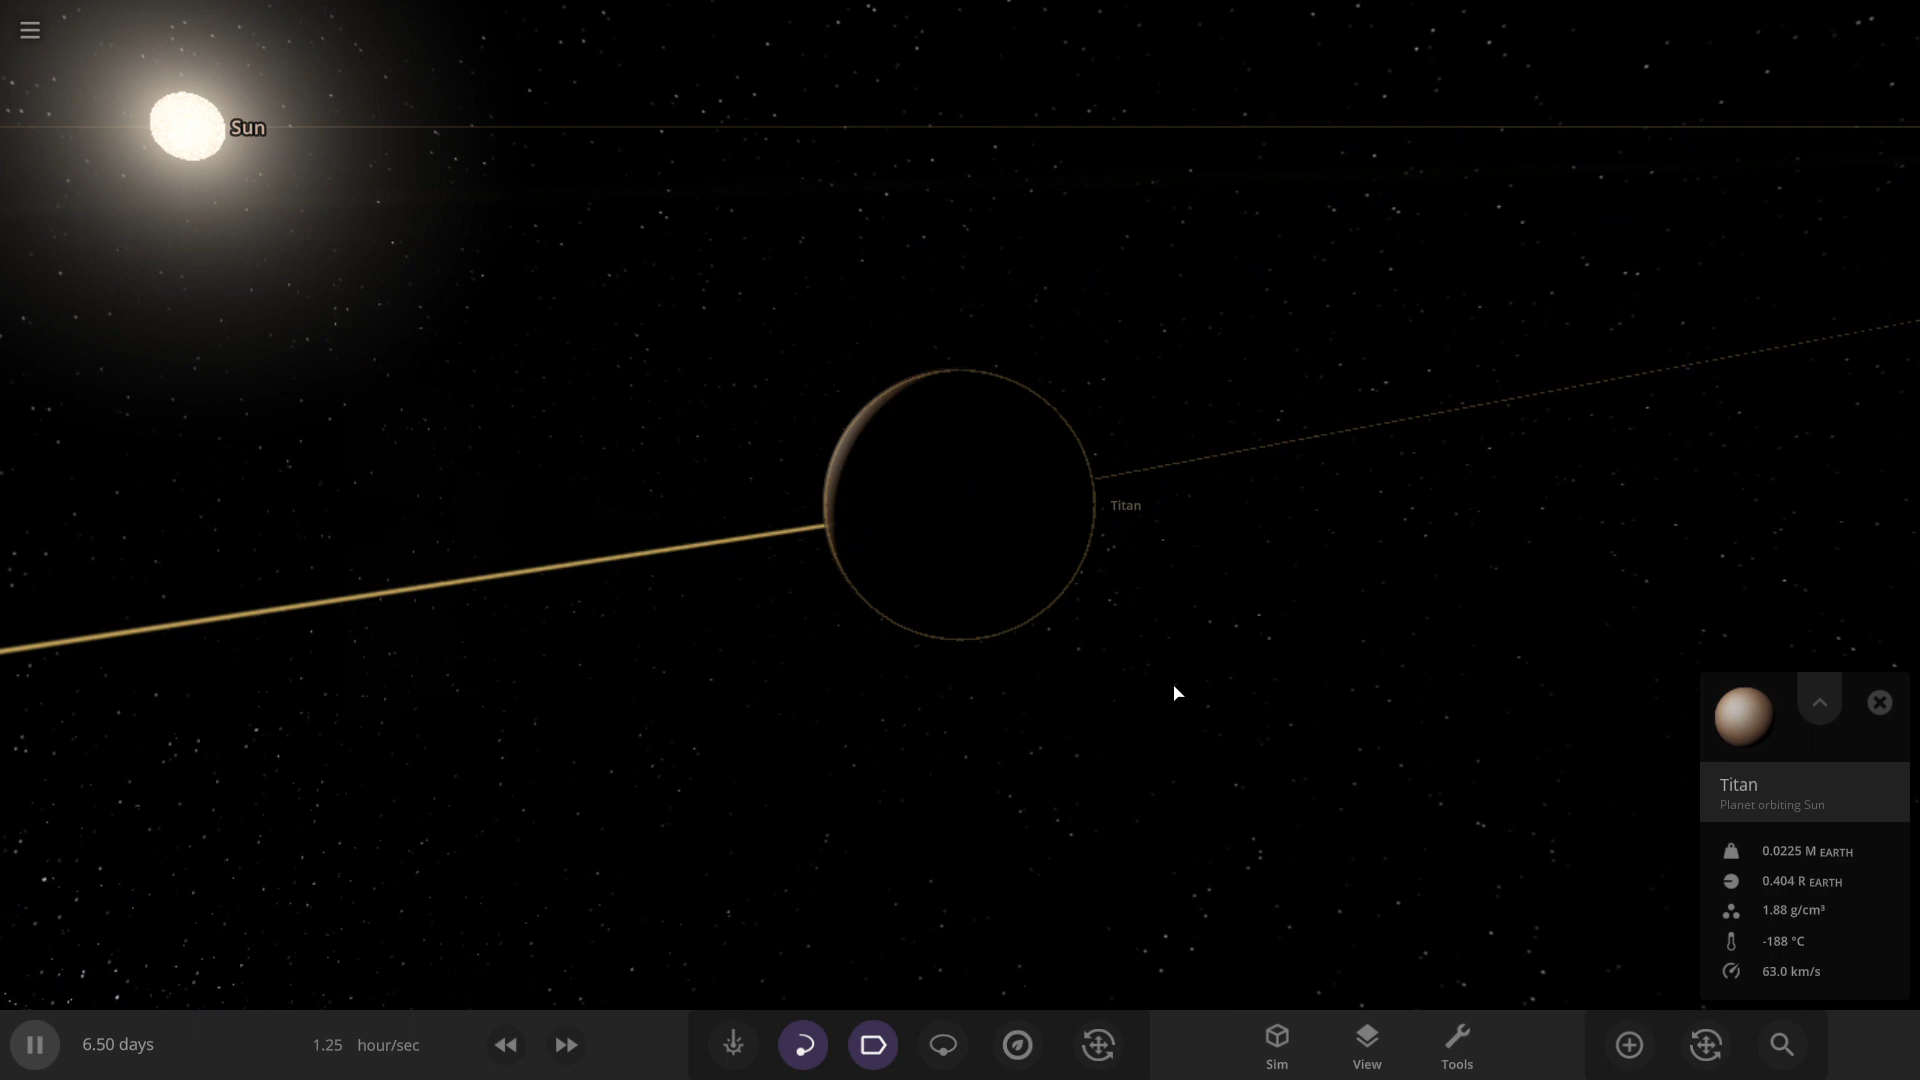 Sun
Titan
Titan
Planet orbiting Sun
0.0225 M EARTH
0.404 R EARTH
1.88 g/cm³
-188 °C
63.0 km/s
6.50 days
1.25 hour/sec
Sim
View
Tools